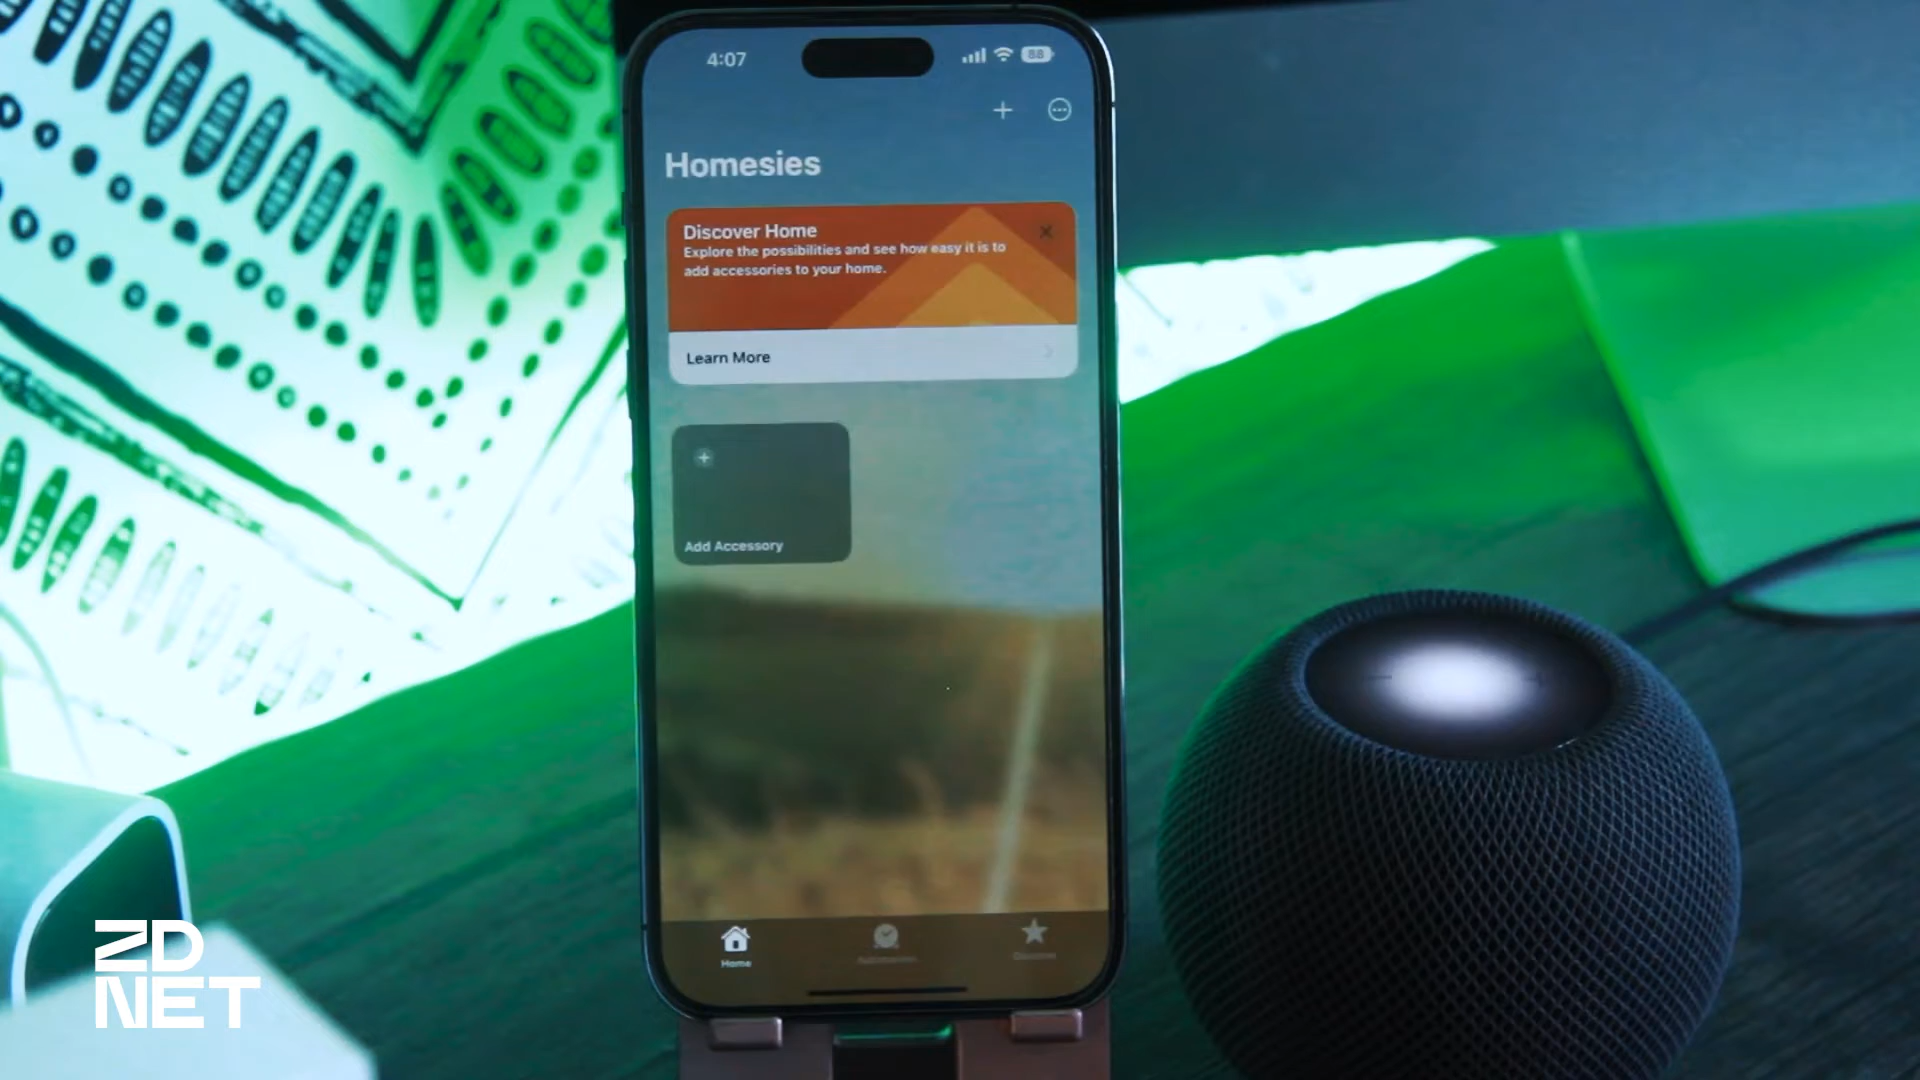 4:07
88
Homesies
Discover Home
Explore the possibilities and see how easy it is to
add accessories to your home.
Learn More
Add Accessory
Home
ZD
NET